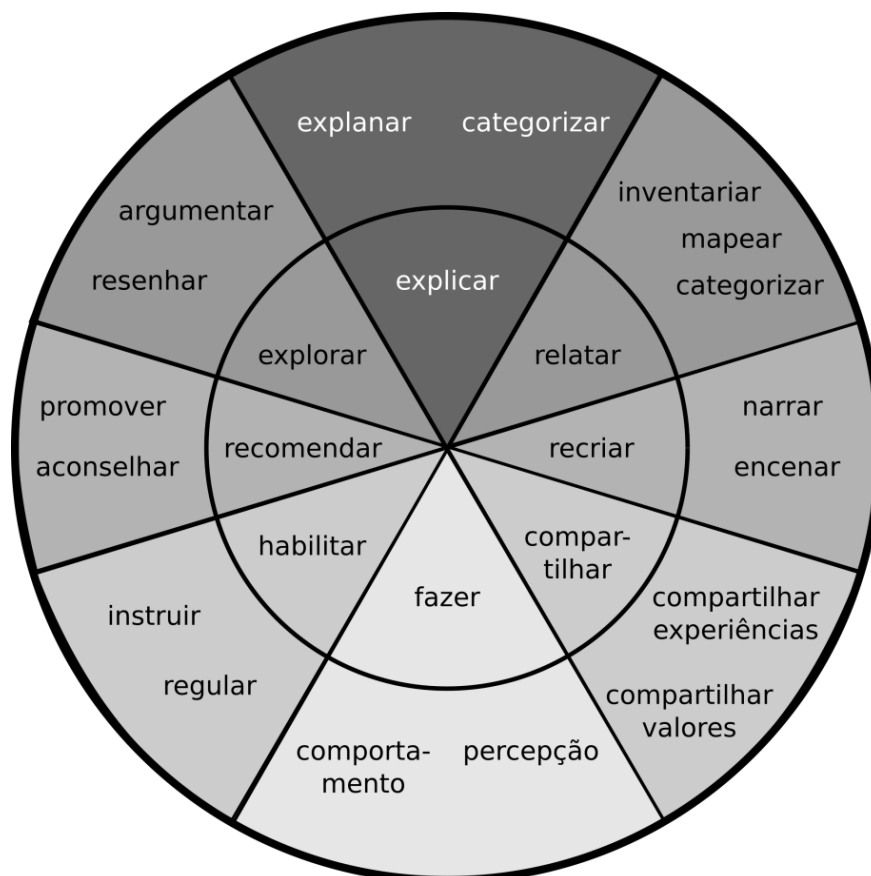 explanar categorizar
inventariar
mapear
categorizar
argumentar
resenhar
explicar
explorar
relatar
promover
aconselhar
recomendar
recriar
narrar
encenar
habilitar
compar-
tilhar
fazer
instruir
regular
compartilhar
experiências
compartilhar
valores
comporta-
mento
percepção